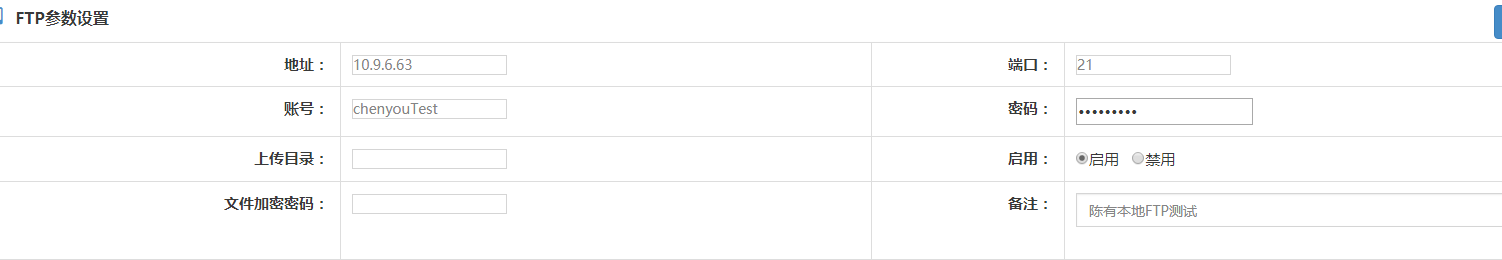 FTP参数设置
地址： 10.9.6.63 端口： 21
账号： chenyouTest 密码： •••••••••
上传目录： 启用： 启用 禁用
文件加密密码： 备注： 陈有本地FTP测试